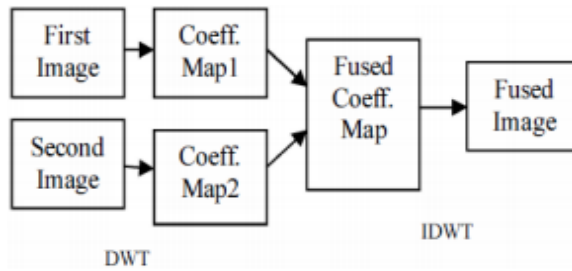 First
Image
Coeff.
Map1
Second
Image
Coeff.
Map2
Fused
Coeff.
Map
Fused
Image
DWT
IDWT